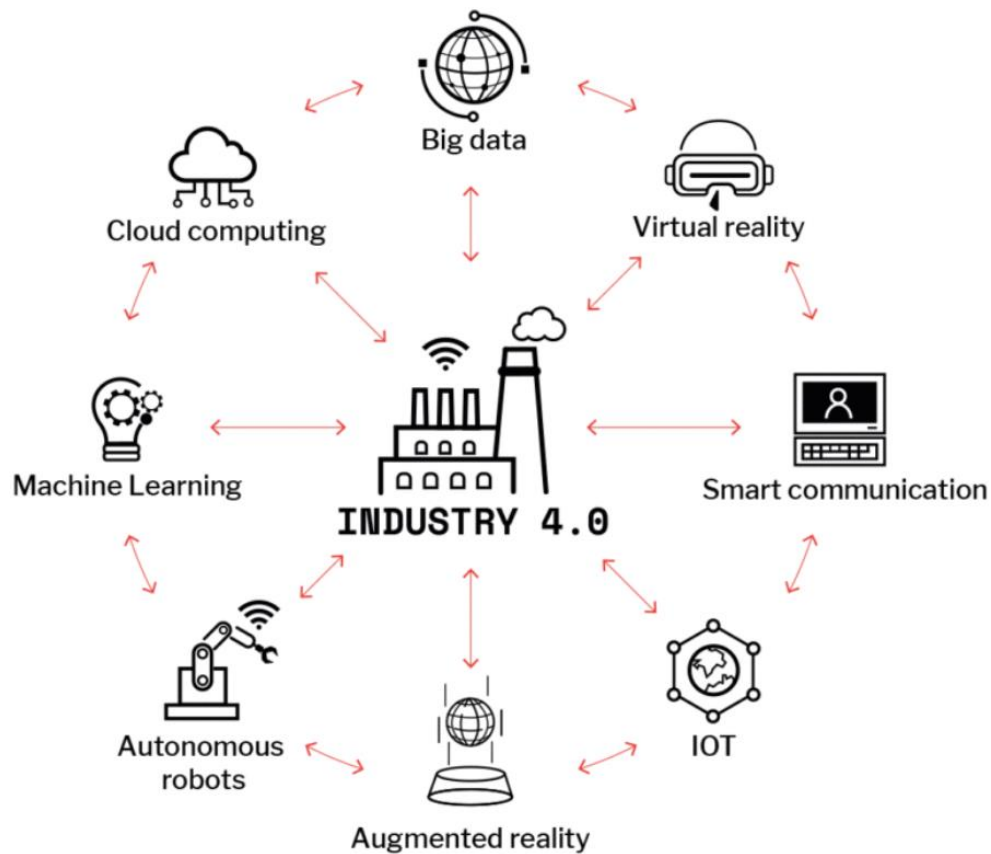 Big data
Cloud computing
Virtual reality
Machine Learning
Smart communication
INDUSTRY 4.0
Autonomous
robots
IOT
Augmented reality